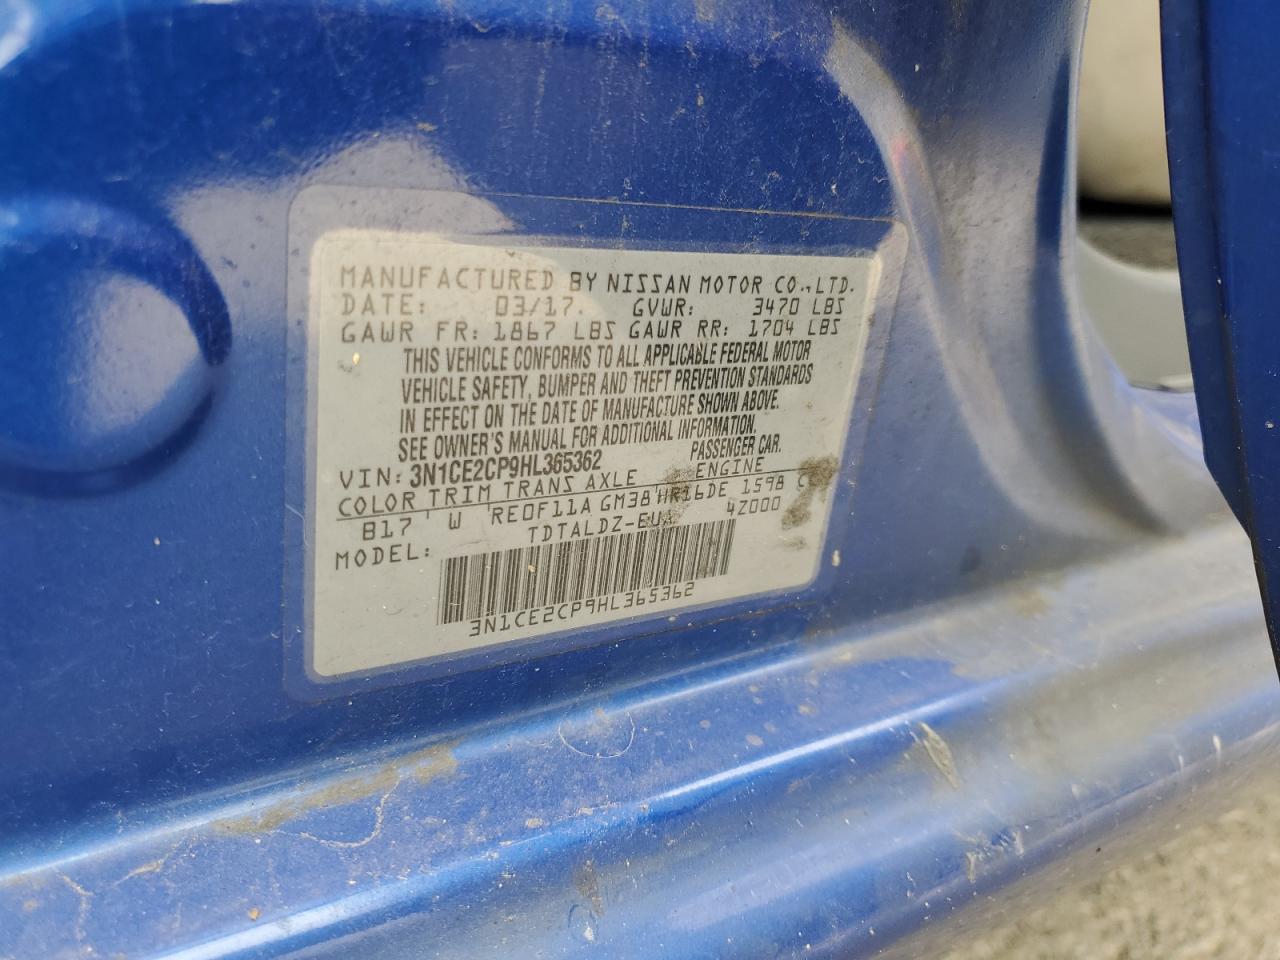 MANUFACTURED BY NISSAN MOTOR CO.,LTD.
DATE: 03/17. GVWR: 3470 LBS
GAWR FR: 1867 LBS GAWR RR: 1704 LBS
THIS VEHICLE CONFORMS TO ALL APPLICABLE FEDERAL MOTOR
VEHICLE SAFETY, BUMPER AND THEFT PREVENTION STANDARDS
IN EFFECT ON THE DATE OF MANUFACTURE SHOWN ABOVE.
SEE OWNER'S MANUAL FOR ADDITIONAL INFORMATION.
VIN: 3N1CE2CP9HL365362 PASSENGER CAR.
COLOR TRIM TRANS AXLE ENGINE
B17 W RE0F11A GM38 HR16DE 1598
MODEL: 4Z000
3N1CE2CP9HL365362